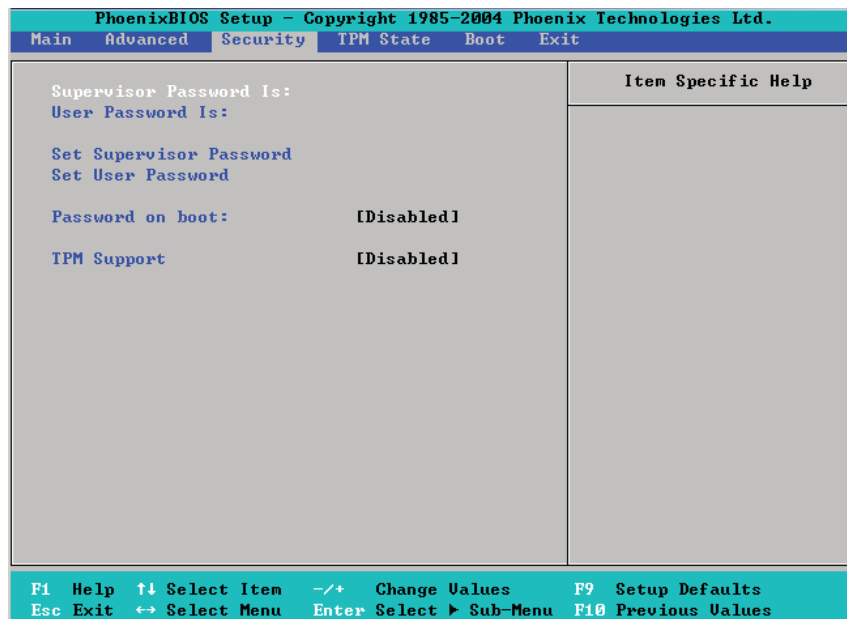 PhoenixBIOS Setup – Copyright 1985-2004 Phoenix Technologies Ltd.
Main Advanced Security TPM State Boot Exit
Supervisor Password Is:
User Password Is:
Set Supervisor Password
Set User Password
Password on boot: [Disabled]
TPM Support [Disabled]
Item Specific Help
F1 Help ↑↓ Select Item -/+ Change Values F9 Setup Defaults
Esc Exit ↔ Select Menu Enter Select ▶ Sub-Menu F10 Previous Values